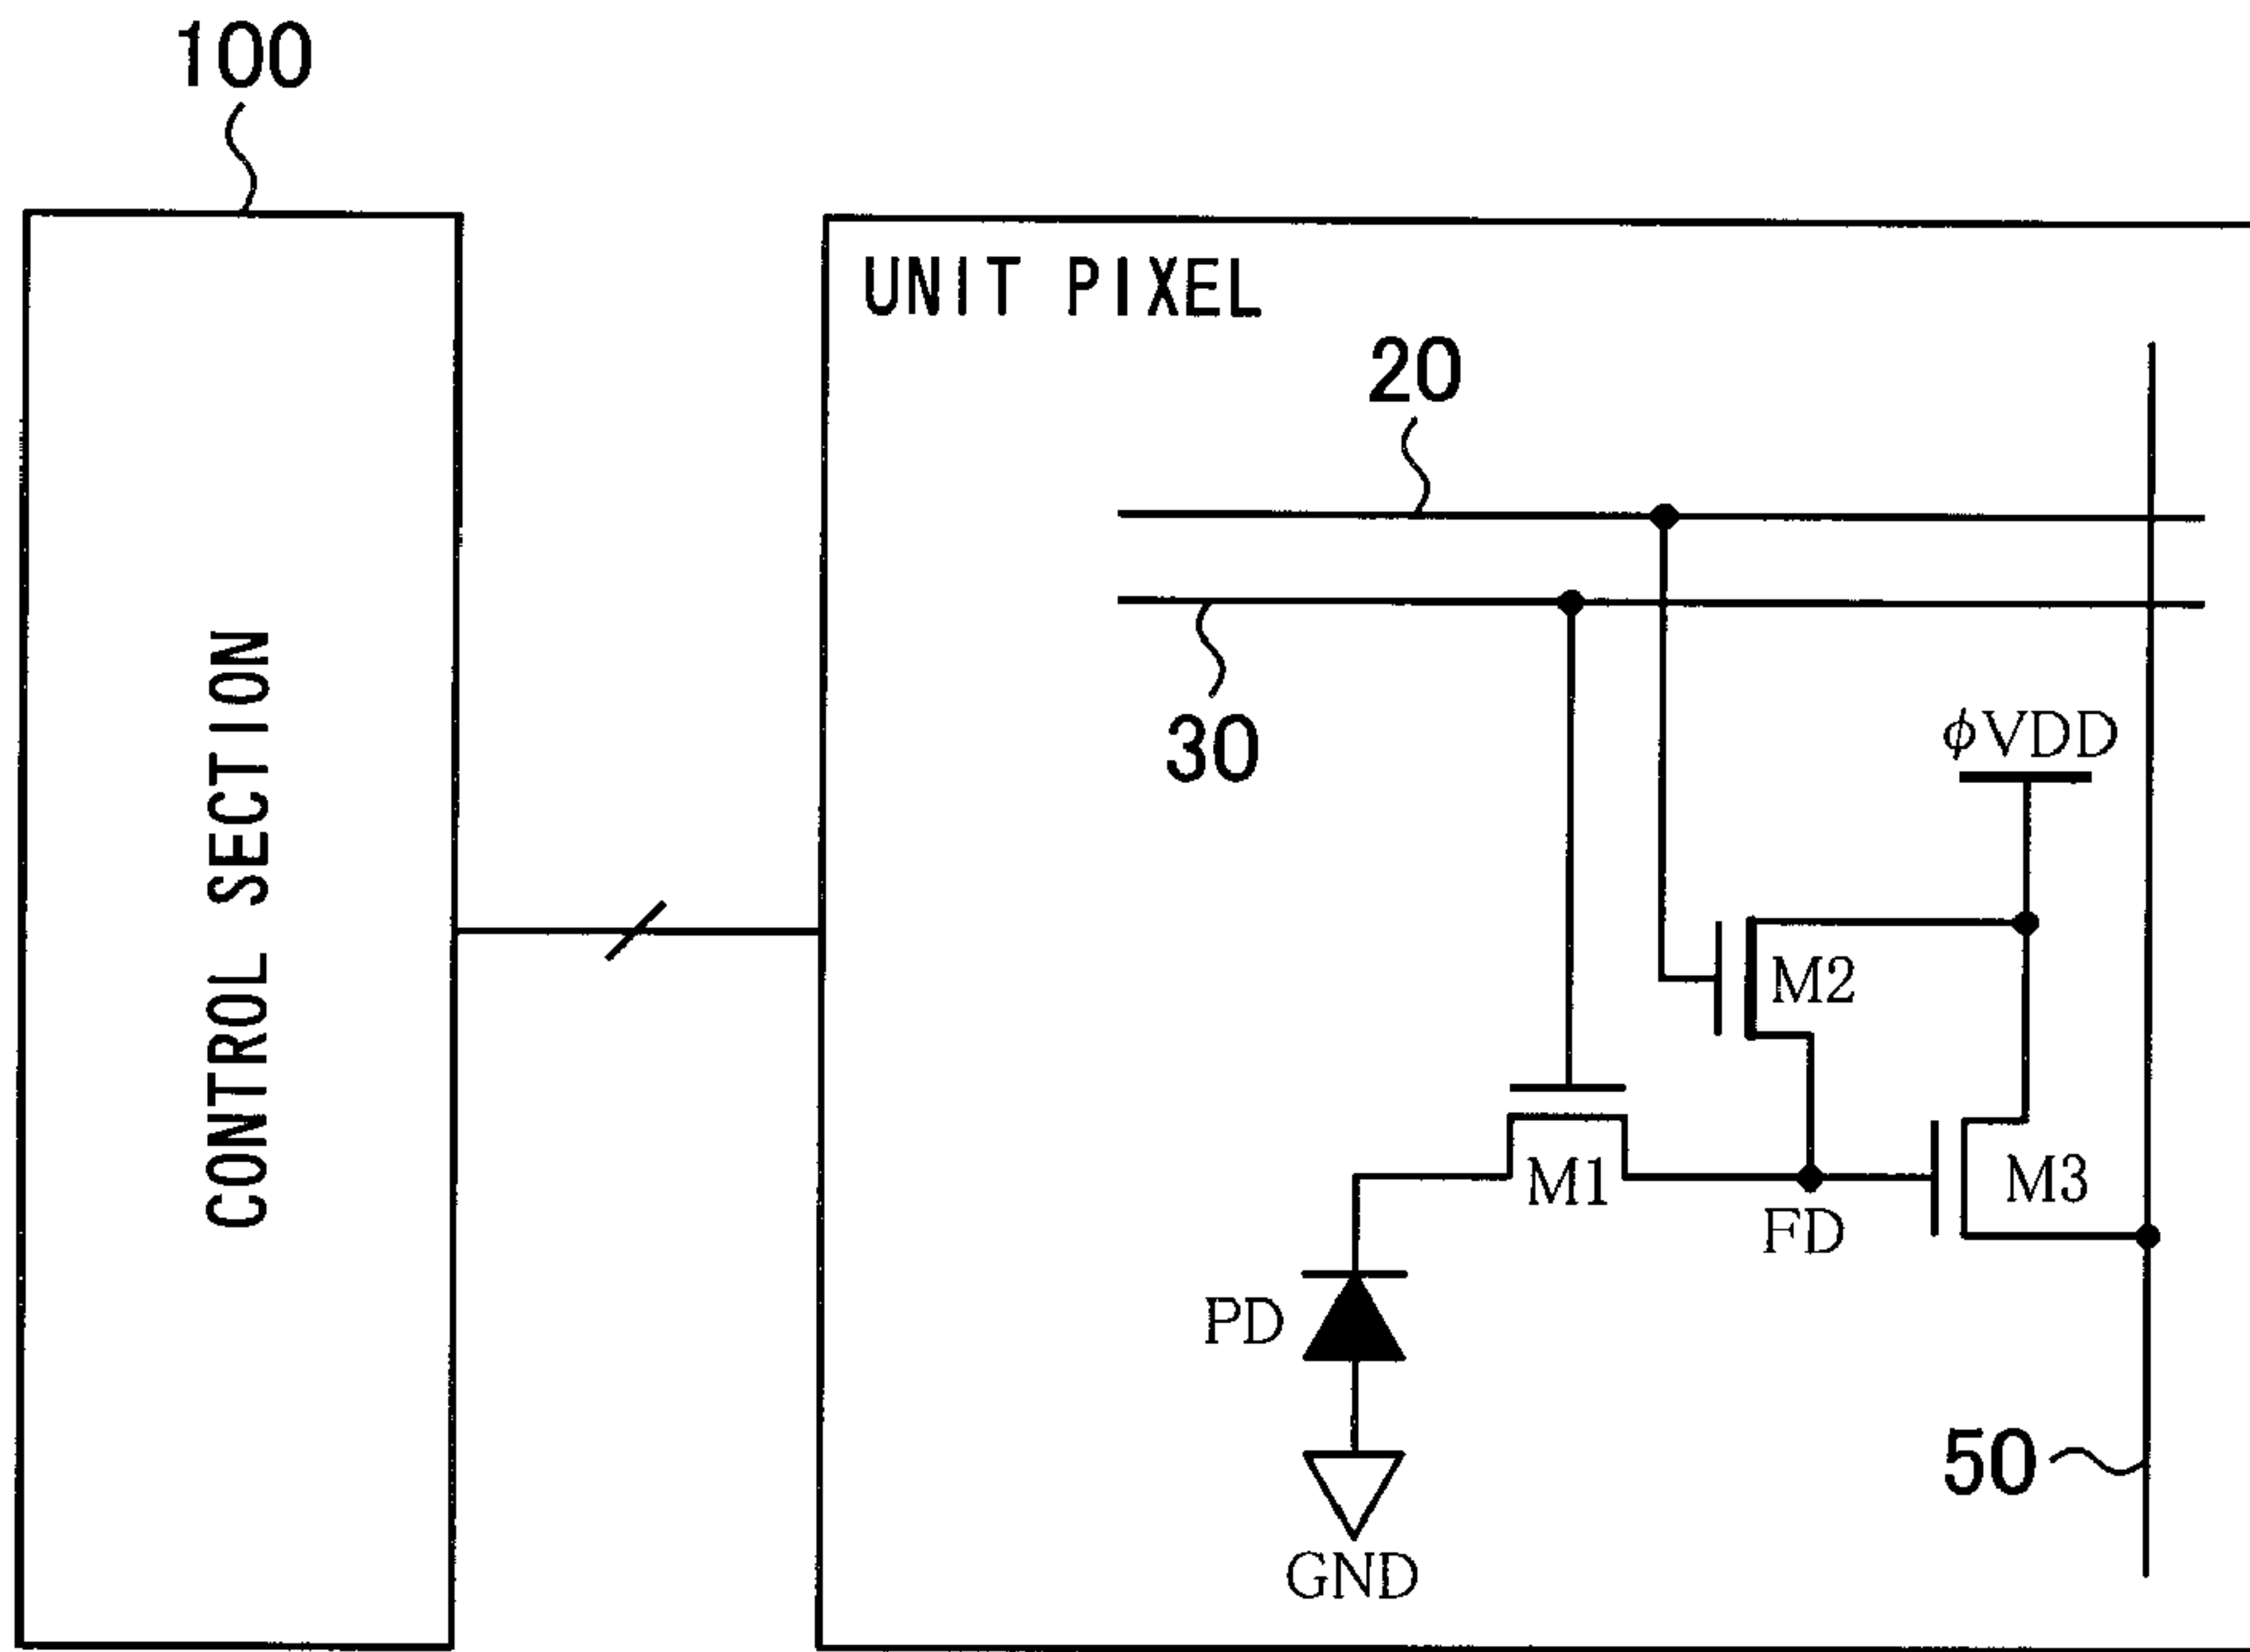 100
UNIT PIXEL
20
30
φVDD
CONTROL SECTION
M2
M1
M3
FD
PD
50
GND